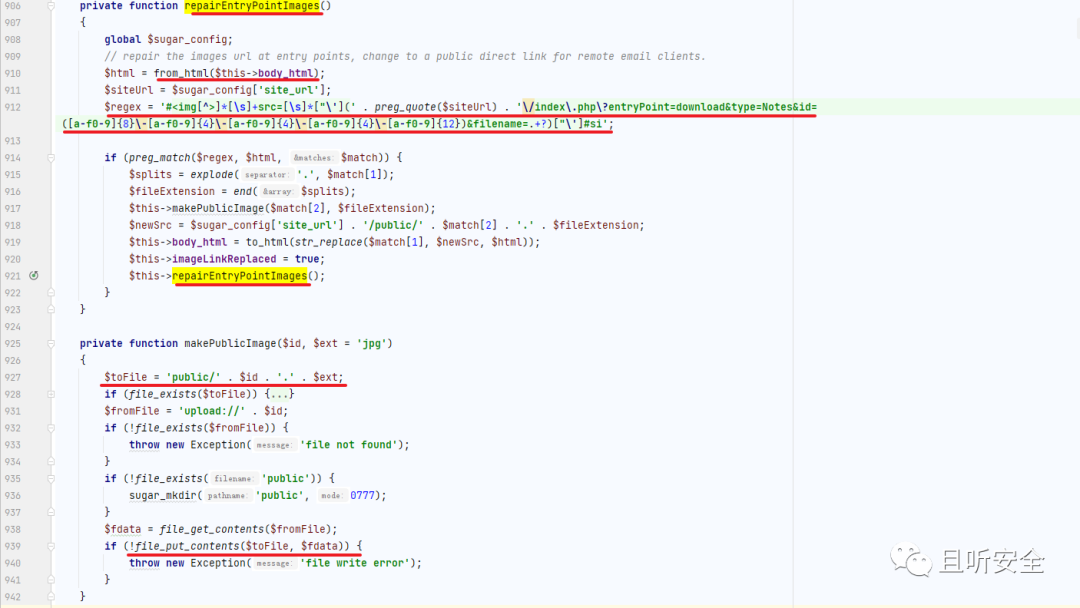 906 private function repairEntryPointImages()
907 {
908 global $sugar_config;
909 // repair the images url at entry points, change to a public direct link for remote email clients.
910 $html = from_html($this->body_html);
911 $siteUrl = $sugar_config['site_url'];
912 $regex = '#<img[^>]*[\s]+src=[\s]*["\'](' . preg_quote($siteUrl) . '\/index\.php\?entryPoint=download&type=Notes&id=
([a-f0-9]{8}\-[a-f0-9]{4}\-[a-f0-9]{4}\-[a-f0-9]{4}\-[a-f0-9]{12})&filename=.+?)["\']#si';
913
914 if (preg_match($regex, $html, &matches: $match)) {
915 $splits = explode( separator: '.', $match[1]);
916 $fileExtension = end( &array: $splits);
917 $this->makePublicImage($match[2], $fileExtension);
918 $newSrc = $sugar_config['site_url'] . '/public/' . $match[2] . '.' . $fileExtension;
919 $this->body_html = to_html(str_replace($match[1], $newSrc, $html));
920 $this->imageLinkReplaced = true;
921 $this->repairEntryPointImages();
922 }
923 }
924
925 private function makePublicImage($id, $ext = 'jpg')
926 {
927 $toFile = 'public/' . $id . '.' . $ext;
928 if (file_exists($toFile)) {...}
931 $fromFile = 'upload://' . $id;
932 if (!file_exists($fromFile)) {
933 throw new Exception( message: 'file not found');
934 }
935 if (!file_exists( filename: 'public')) {
936 sugar_mkdir( pathname: 'public', mode: 0777);
937 }
938 $fdata = file_get_contents($fromFile);
939 if (!file_put_contents($toFile, $fdata)) {
940 throw new Exception( message: 'file write error');
941 }
942 }
且听安全